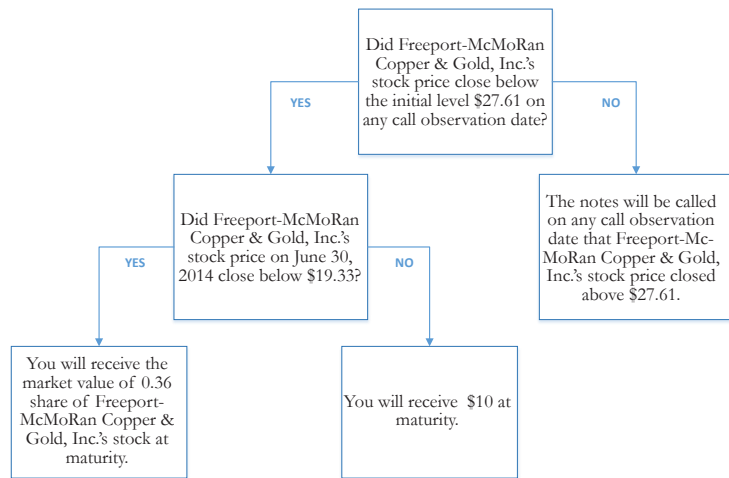 Did Freeport-McMoRan
Copper & Gold, Inc.'s
stock price close below
the initial level $27.61 on
any call observation date?
YES
NO
Did Freeport-McMoRan
Copper & Gold, Inc.'s
stock price on June 30,
2014 close below $19.33?
The notes will be called
on any call observation
date that Freeport-Mc-
MoRan Copper & Gold,
Inc.'s stock price closed
above $27.61.
YES
NO
You will receive the
market value of 0.36
share of Freeport-
McMoRan Copper &
Gold, Inc.'s stock at
maturity.
You will receive $10 at
maturity.